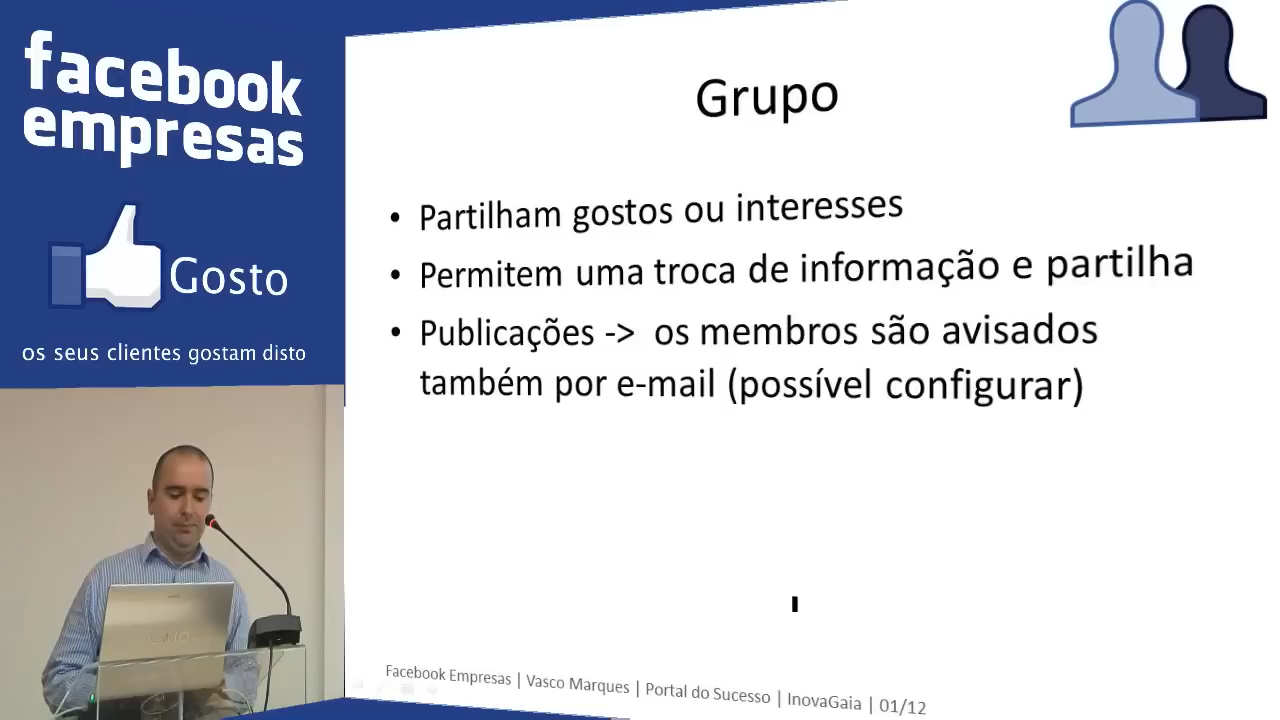 facebook
empresas
Gosto
os seus clientes gostam disto
Grupo
• Partilham gostos ou interesses
• Permitem uma troca de informação e partilha
• Publicações -> os membros são avisados
também por e-mail (possível configurar)
Facebook Empresas | Vasco Marques | Portal do Sucesso | InovaGaia | 01/12
VAIO